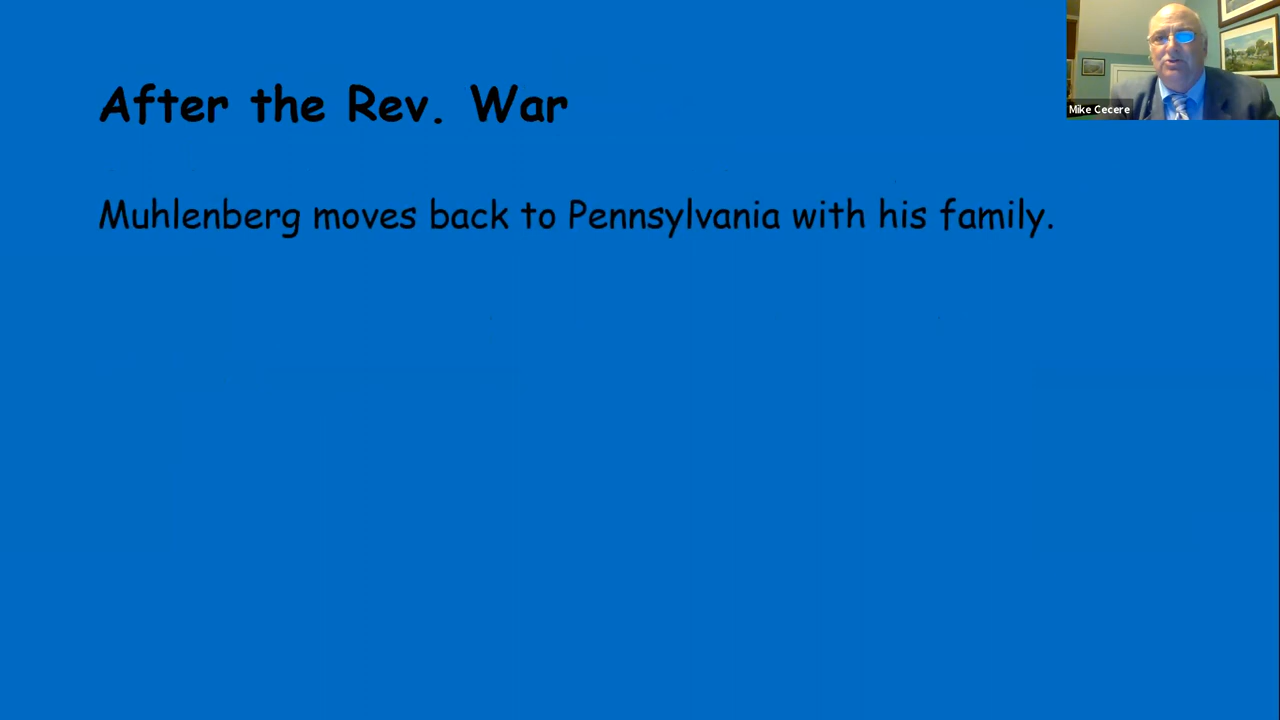 After the Rev. War
Mike Cecere
Muhlenberg moves back to Pennsylvania with his family.